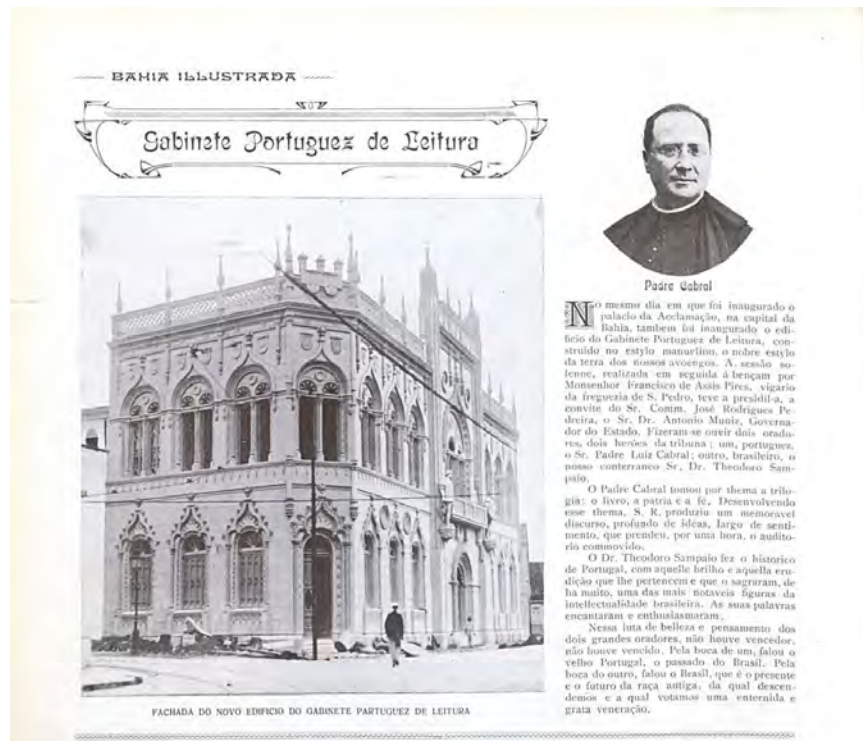 BAHIA ILLUSTRADA
Gabinete Portuguez de Leitura
Padre Cabral
No mesmo dia em que foi inaugurado o
palacio da Acclamação, na capital da
Bahia, tambem foi inaugurado o edi-
ficio do Gabinete Portuguez de Leitura, con-
struido no estylo manuelino, o nobre estylo
da terra dos nossos avoengos. A sessão so-
lenne, realizada em seguida á bençam por
Monsenhor Francisco de Assis Pires, vigario
da freguezia de S. Pedro, teve a presidil-a, a
convite do Sr. Comm. José Rodrigues Pe-
dreira, o Sr. Dr. Antonio Muniz, Governa-
dor do Estado. Fizeram-se ouvir dois orado-
res, dois heróes da tribuna; um, portuguez,
o Sr. Padre Luiz Cabral; outro, brasileiro, o
nosso conterraneo Sr. Dr. Theodoro Sam-
paio.
O Padre Cabral tomou por thema a trilo-
gia: o livro, a patria e a fé. Desenvolvendo
esse thema, S. R. produziu um memoravel
discurso, profundo de idéas, largo de senti-
mento, que prendeu, por uma hora, o audito-
rio commovido.
O Dr. Theodoro Sampaio fez o historico
de Portugal, com aquelle brilho e aquella eru-
dição que lhe pertencem e que o sagraram, de
ha muito, uma das mais notaveis figuras da
intellectualidade brasileira. As suas palavras
encantaram e enthusiasmaram.
Nessa luta de belleza e pensamento dos
dois grandes oradores, não houve vencedor,
não houve vencido. Pela boca de um, falou o
velho Portugal, o passado do Brasil. Pela
boca do outro, falou o Brasil, que é o presente
e o futuro da raça antiga, da qual descen-
demos e a qual votamos uma enternida e
grata veneração.
FACHADA DO NOVO EDIFICIO DO GABINETE PARTUGUEZ DE LEITURA